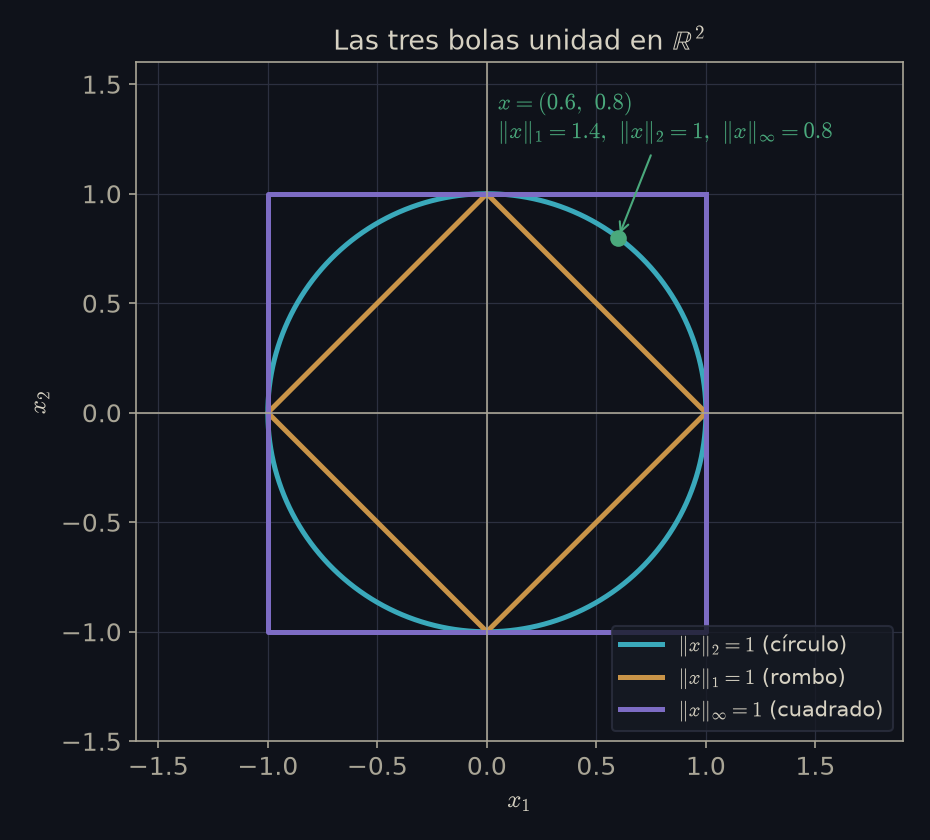 Las tres bolas unidad en ℝ²
x = (0.6, 0.8)
‖x‖₁ = 1.4, ‖x‖₂ = 1, ‖x‖∞ = 0.8
1.5
1.0
0.5
0.0
−0.5
−1.0
−1.5
x₂
‖x‖₂ = 1 (círculo)
‖x‖₁ = 1 (rombo)
‖x‖∞ = 1 (cuadrado)
−1.5 −1.0 −0.5 0.0 0.5 1.0 1.5
x₁